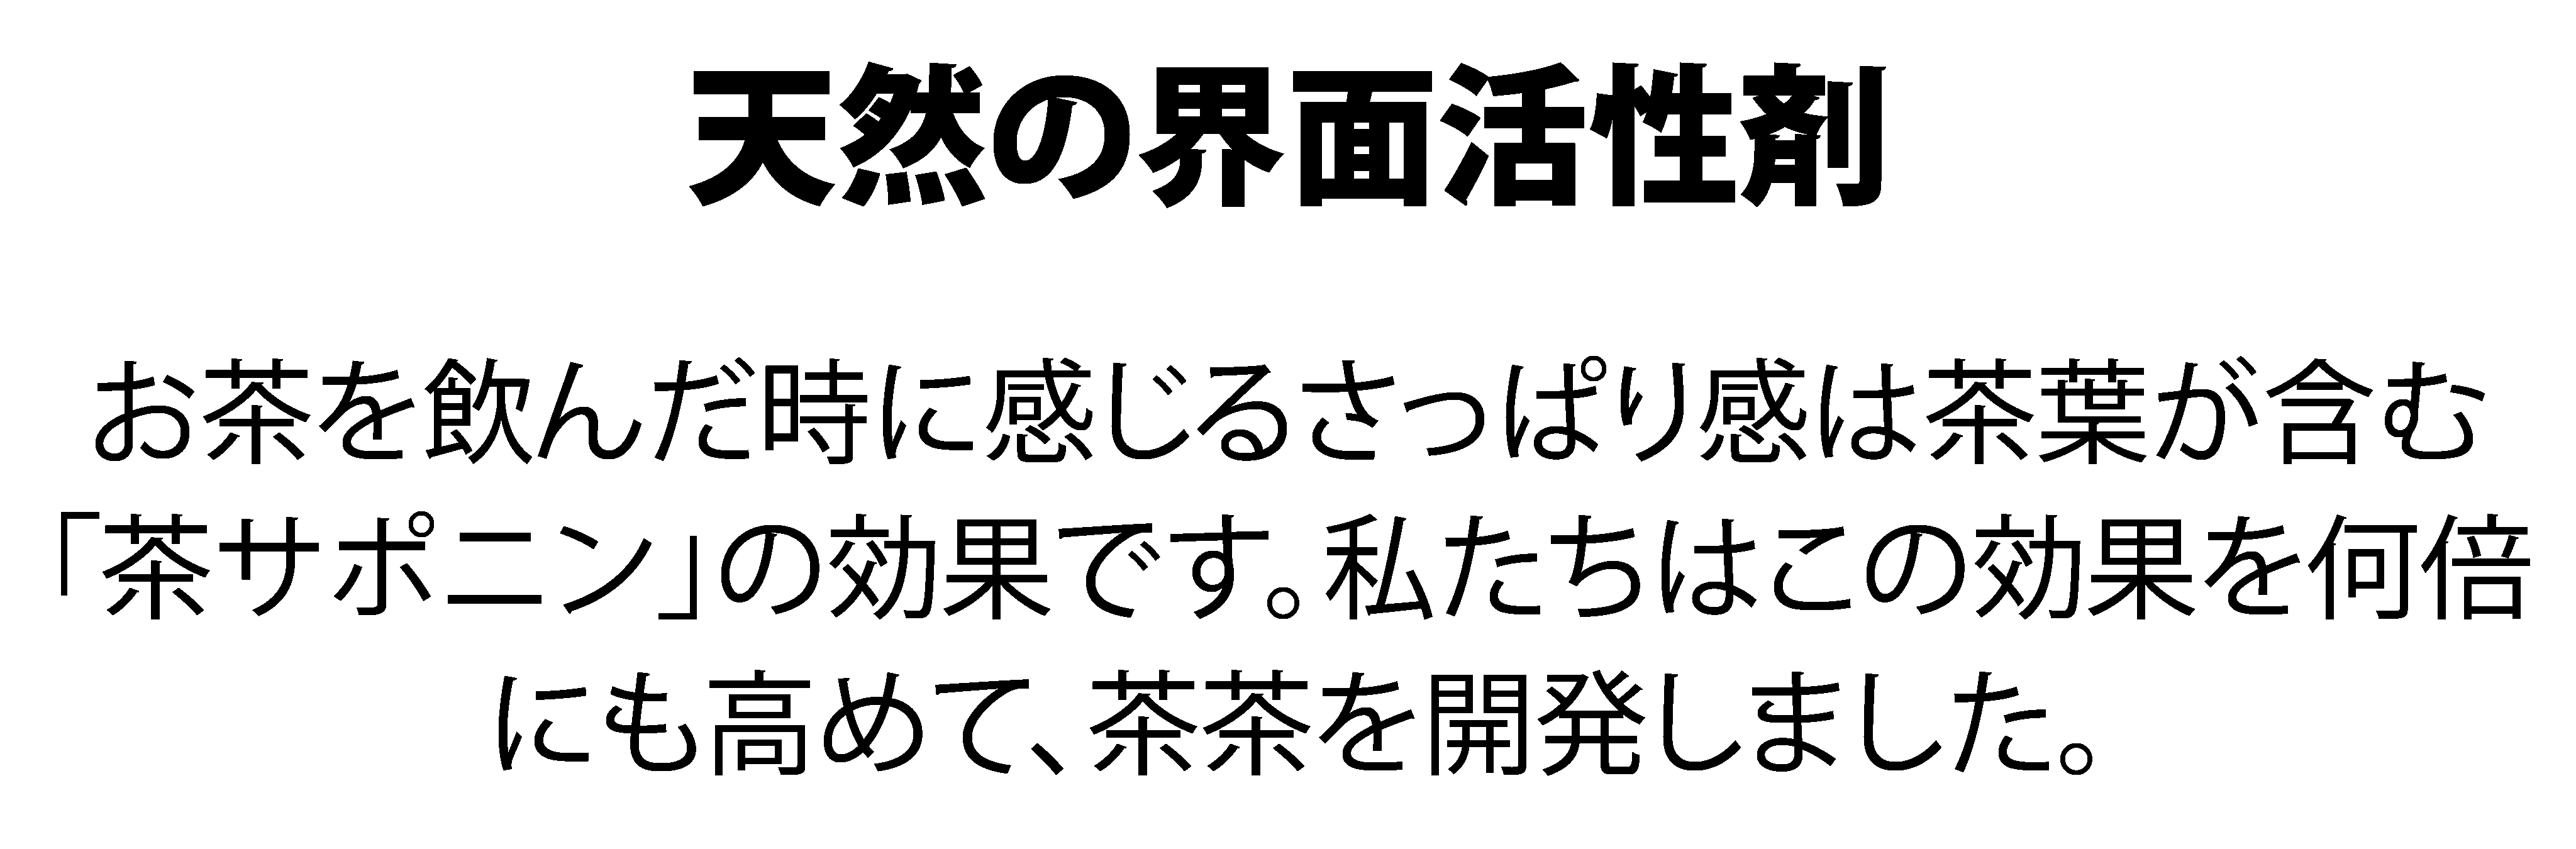 天然の界面活性剤
お茶を飲んだ時に感じるさっぱり感は茶葉が含む
「茶サポニン」の効果です。私たちはこの効果を何倍
にも高めて、茶茶を開発しました。